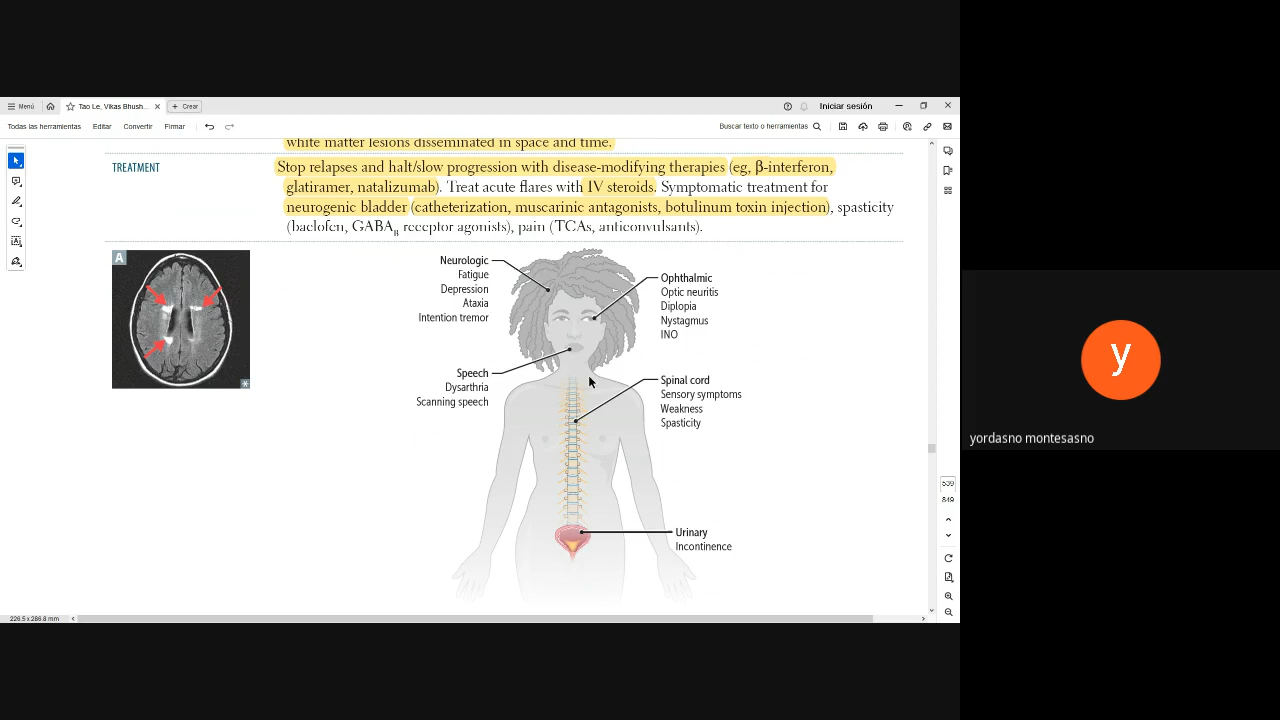 Menú
Tao Le, Vikas Bhush...
Crear
Iniciar sesión
Todas las herramientas
Editar
Convertir
Firmar
Buscar texto o herramientas
white matter lesions disseminated in space and time.
TREATMENT
Stop relapses and halt/slow progression with disease-modifying therapies (eg, β-interferon,
glatiramer, natalizumab). Treat acute flares with IV steroids. Symptomatic treatment for
neurogenic bladder (catheterization, muscarinic antagonists, botulinum toxin injection), spasticity
(baclofen, GABAB receptor agonists), pain (TCAs, anticonvulsants).
A
Neurologic
Fatigue
Depression
Ataxia
Intention tremor
Ophthalmic
Optic neuritis
Diplopia
Nystagmus
INO
Speech
Dysarthria
Scanning speech
Spinal cord
Sensory symptoms
Weakness
Spasticity
Urinary
Incontinence
539
849
226.5 x 286.8 mm
y
yordasno montesasno